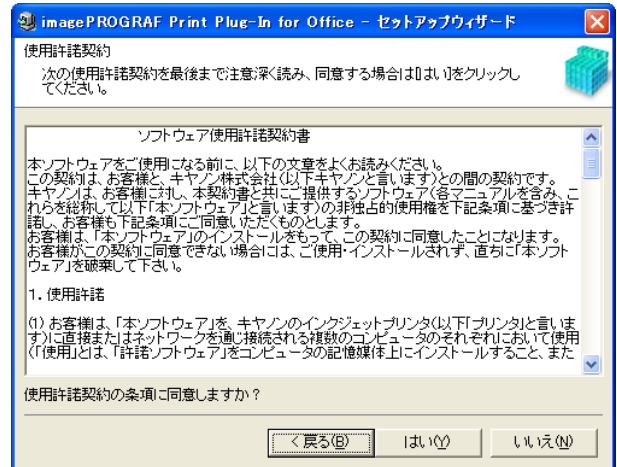 imagePROGRAF Print Plug-In for Office - セットアップウィザード
使用許諾契約
次の使用許諾契約を最後まで注意深く読み、同意する場合は[はい]をクリックし
てください。
ソフトウェア使用許諾契約書
本ソフトウェアをご使用になる前に、以下の文章をよくお読みください。
この契約は、お客様と、キヤノン株式会社(以下キヤノンと言います)との間の契約です。
キヤノンは、お客様に対し、本契約書と共にご提供するソフトウェア(各マニュアルを含み、こ
れらを総称して以下「本ソフトウェア」と言います)の非独占的使用権を下記条項に基づき許
諾し、お客様も下記条項にご同意いただくものとします。
お客様は、「本ソフトウェア」のインストールをもって、この契約に同意したことになります。
お客様がこの契約に同意できない場合には、ご使用・インストールされず、直ちに「本ソフト
ウェア」を破棄して下さい。
1. 使用許諾
(1) お客様は、「本ソフトウェア」を、キヤノンのインクジェットプリンタ(以下「プリンタ」と言いま
す)に直接またはネットワークを通じ接続される複数のコンピュータのそれぞれにおいて使用
(「使用」とは、「許諾ソフトウェア」をコンピュータの記憶媒体上にインストールすること、また
使用許諾契約の条項に同意しますか?
< 戻る(B)
はい(Y)
いいえ(N)